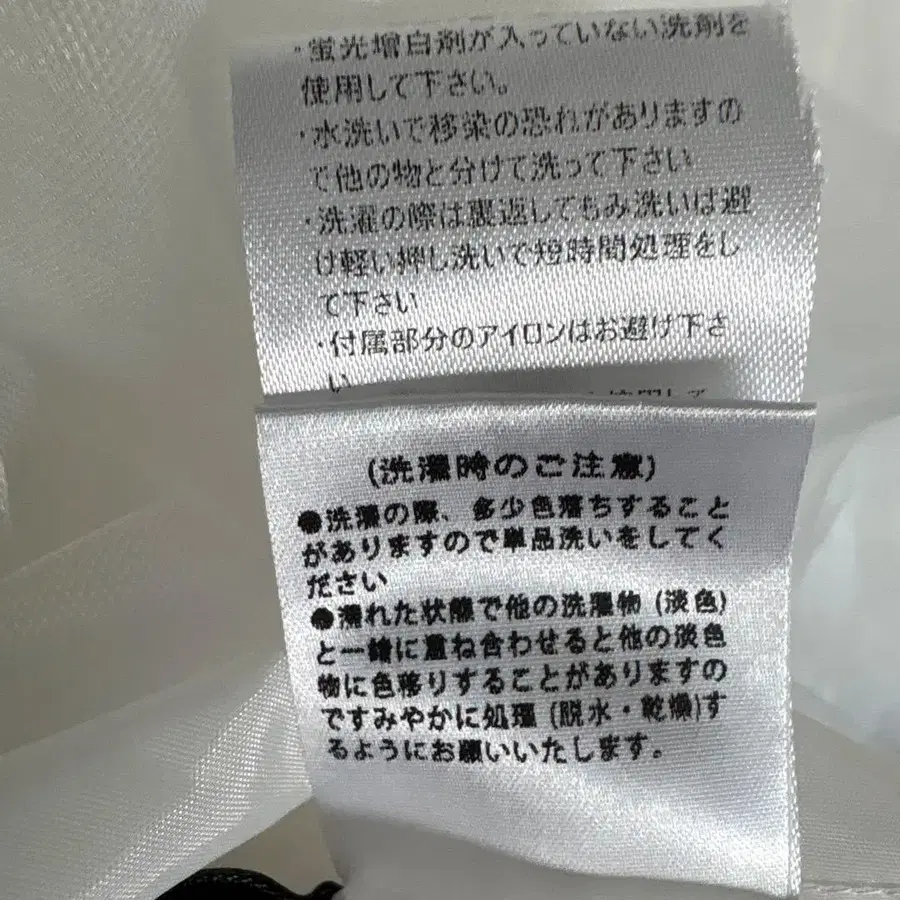 ・蛍光増白剤が入っていない洗剤を
使用して下さい。
・水洗いで移染の恐れがありますの
で他の物と分けて洗って下さい
・洗濯の際は裏返してもみ洗いは避
け軽い押し洗いで短時間処理をし
て下さい
・付属部分のアイロンはお避け下さ
い
(洗濯時のご注意)
●洗濯の際、多少色落ちすること
がありますので単品洗いをしてく
ださい
●濡れた状態で他の洗濯物(淡色)
と一緒に重ね合わせると他の淡色
物に色移りすることがありますの
ですみやかに処理(脱水・乾燥)す
るようにお願いいたします。